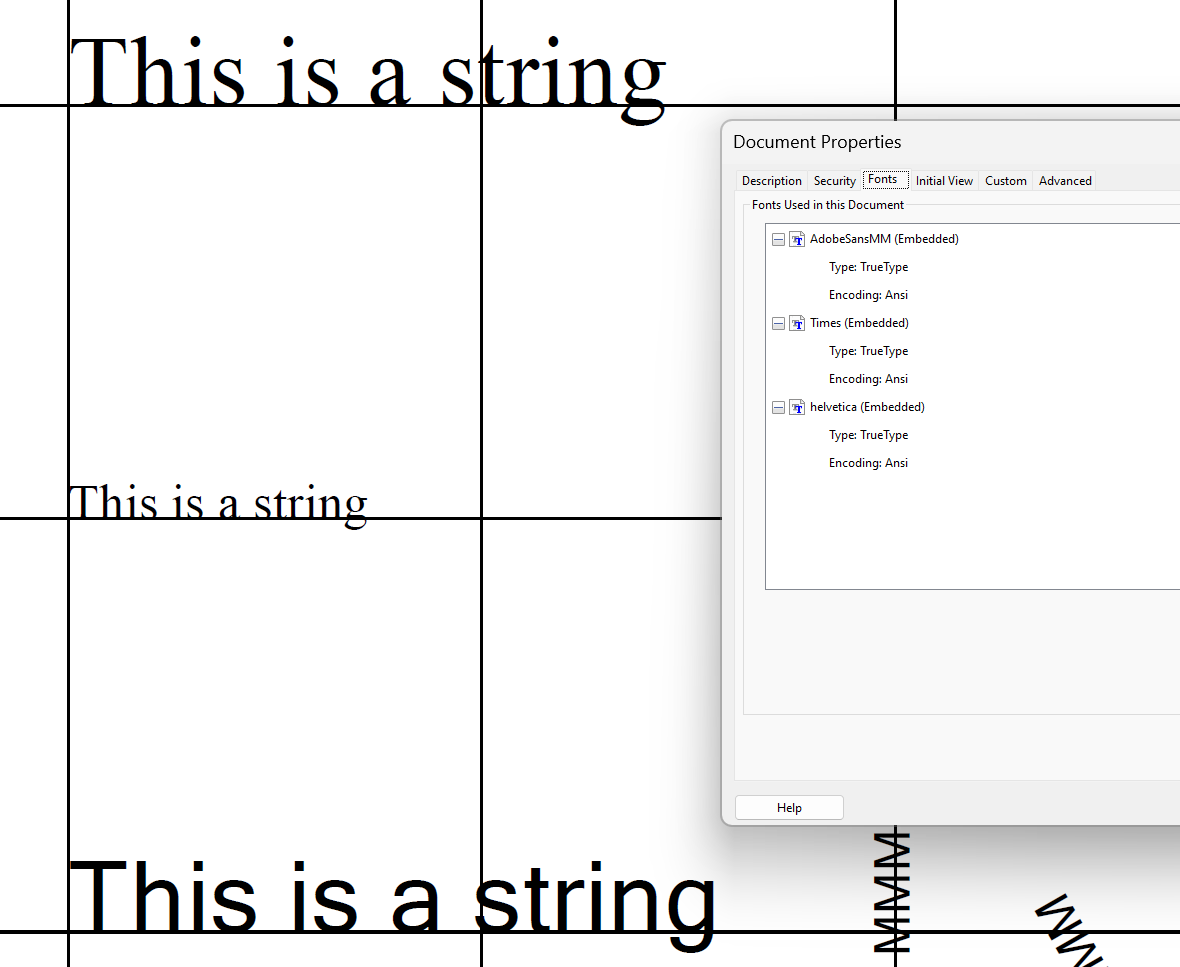 This is a string
Document Properties
Description Security Fonts Initial View Custom Advanced
Fonts Used in this Document
AdobeSansMM (Embedded)
Type: TrueType
Encoding: Ansi
Times (Embedded)
Type: TrueType
Encoding: Ansi
helvetica (Embedded)
Type: TrueType
Encoding: Ansi
This is a string
Help
This is a string
MMM